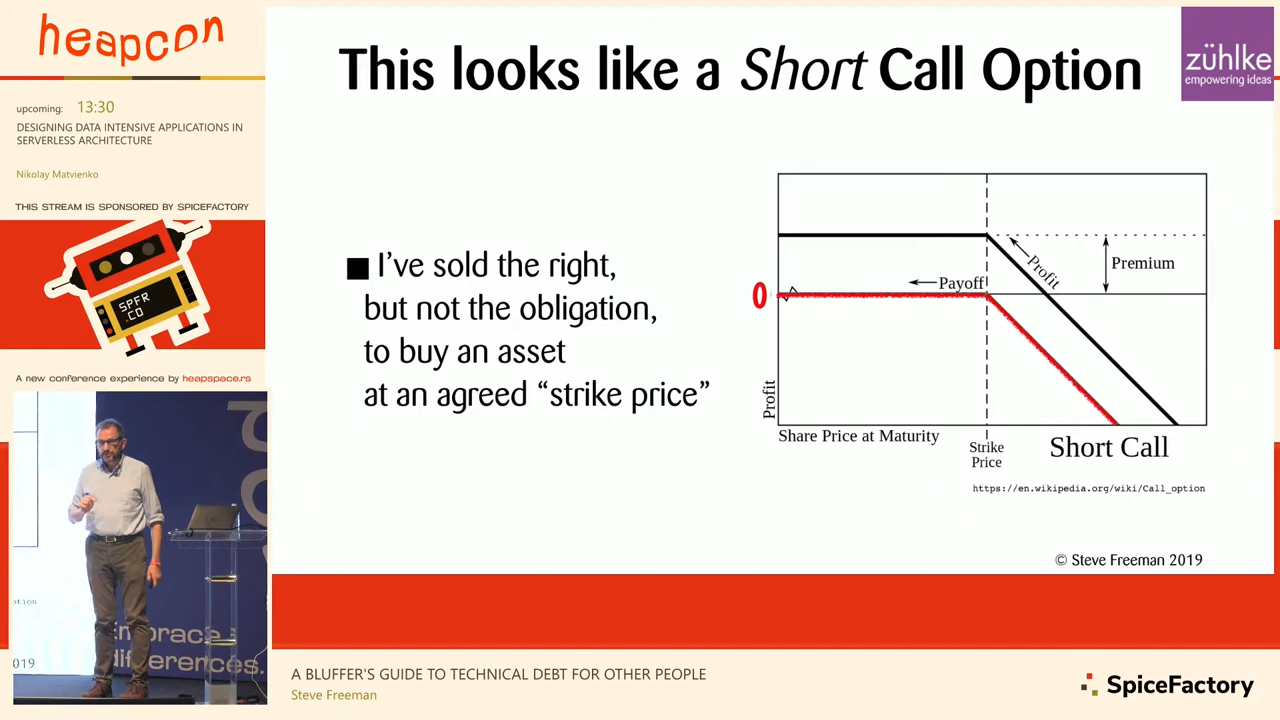 heapcon
upcoming: 13:30
DESIGNING DATA INTENSIVE APPLICATIONS IN
SERVERLESS ARCHITECTURE
Nikolay Matvienko
THIS STREAM IS SPONSORED BY SPICEFACTORY
SPFR
.CO
A new conference experience by heapspace.rs
This looks like a Short Call Option
zühlke
empowering ideas
■ I've sold the right,
but not the obligation,
to buy an asset
at an agreed “strike price”
Premium
Profit
Payoff
0
Profit
Share Price at Maturity
Strike
Price
Short Call
https://en.wikipedia.org/wiki/Call_option
© Steve Freeman 2019
ption
2019
Embrace
differences.
A BLUFFER'S GUIDE TO TECHNICAL DEBT FOR OTHER PEOPLE
Steve Freeman
SpiceFactory